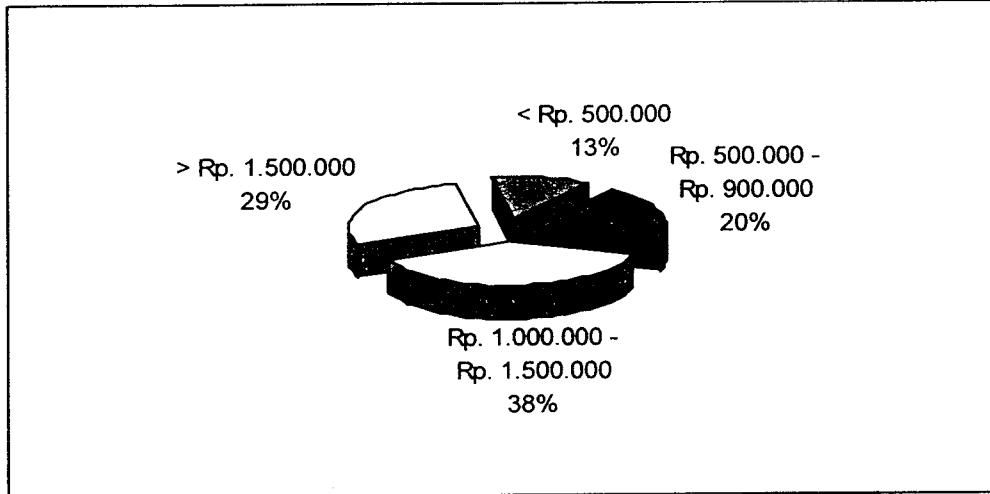 < Rp. 500.000
13%
Rp. 500.000 -
Rp. 900.000
20%
> Rp. 1.500.000
29%
Rp. 1.000.000 -
Rp. 1.500.000
38%